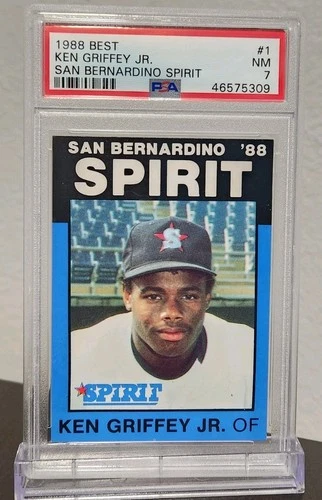 1988 BEST #1
KEN GRIFFEY JR. NM
SAN BERNARDINO SPIRIT 7
PSA 46575309
SAN BERNARDINO '88
SPIRIT
S
SPIRIT
KEN GRIFFEY JR. OF